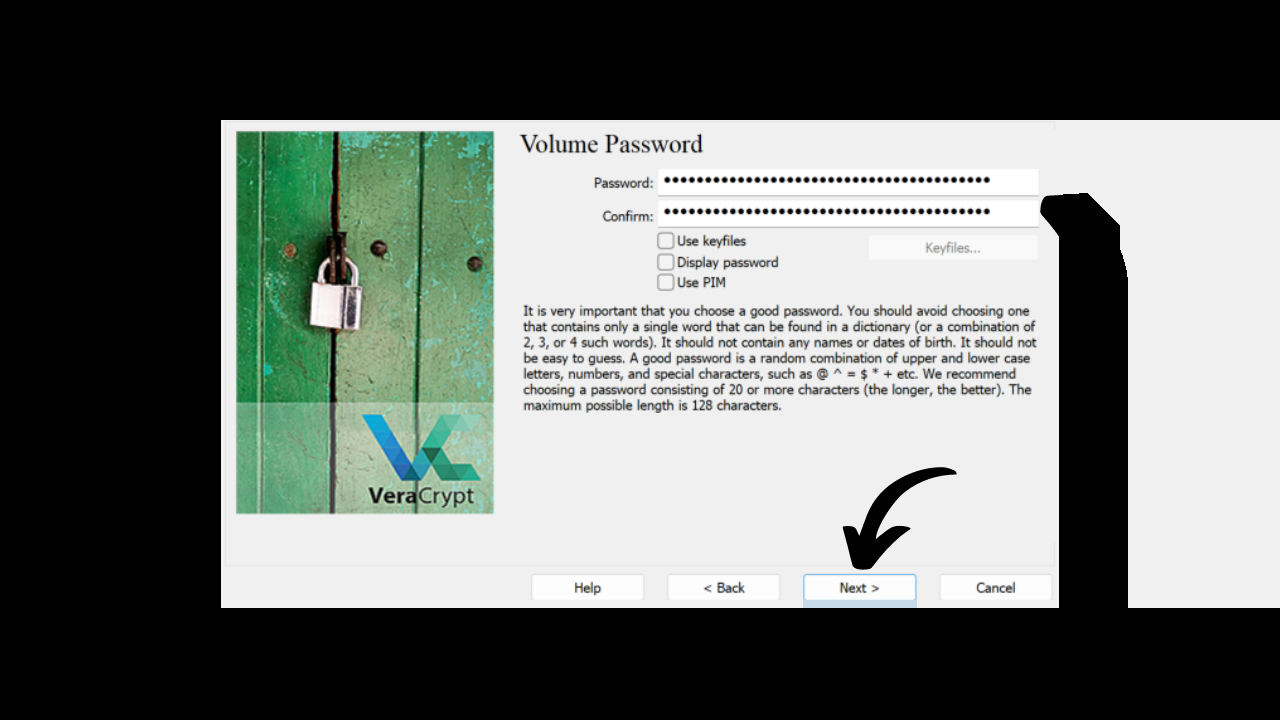 Volume Password
Password: ●●●●●●●●●●●●●●●●●●●●●●●●●●●●●●●●●●●●●●●●
Confirm: ●●●●●●●●●●●●●●●●●●●●●●●●●●●●●●●●●●●●●●●●
Use keyfiles
Keyfiles...
Display password
Use PIM
It is very important that you choose a good password. You should avoid choosing one
that contains only a single word that can be found in a dictionary (or a combination of
2, 3, or 4 such words). It should not contain any names or dates of birth. It should not
be easy to guess. A good password is a random combination of upper and lower case
letters, numbers, and special characters, such as @ ^ = $ * + etc. We recommend
choosing a password consisting of 20 or more characters (the longer, the better). The
maximum possible length is 128 characters.
VeraCrypt
Help
< Back
Next >
Cancel